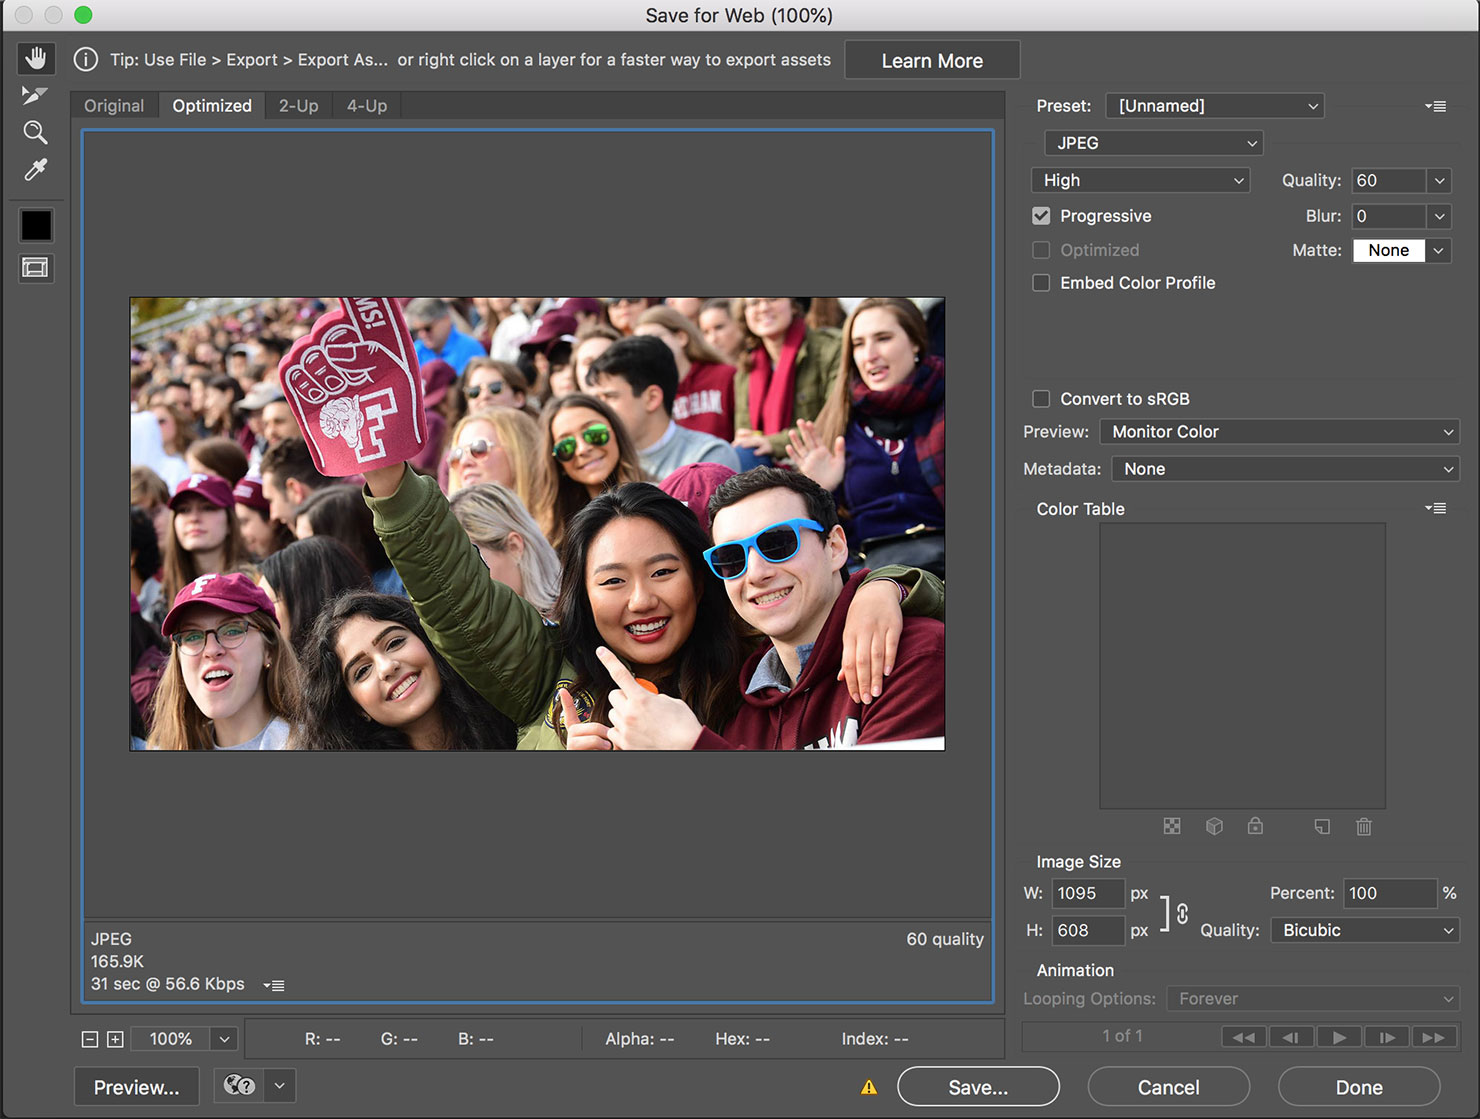 Save for Web (100%)
Tip: Use File > Export > Export As... or right click on a layer for a faster way to export assets
Learn More
Original
Optimized
2-Up
4-Up
Preset:
[Unnamed]
JPEG
High
Quality:
60
Progressive
Blur:
0
Optimized
Matte:
None
Embed Color Profile
Convert to sRGB
Preview:
Monitor Color
Metadata:
None
Color Table
MS!
F
F
Image Size
W:
1095
px
Percent:
100
%
H:
608
px
Quality:
Bicubic
JPEG
60 quality
165.9K
31 sec @ 56.6 Kbps
Animation
Looping Options:
Forever
1 of 1
100%
R: --
G: --
B: --
Alpha: --
Hex: --
Index: --
Preview...
Save...
Cancel
Done